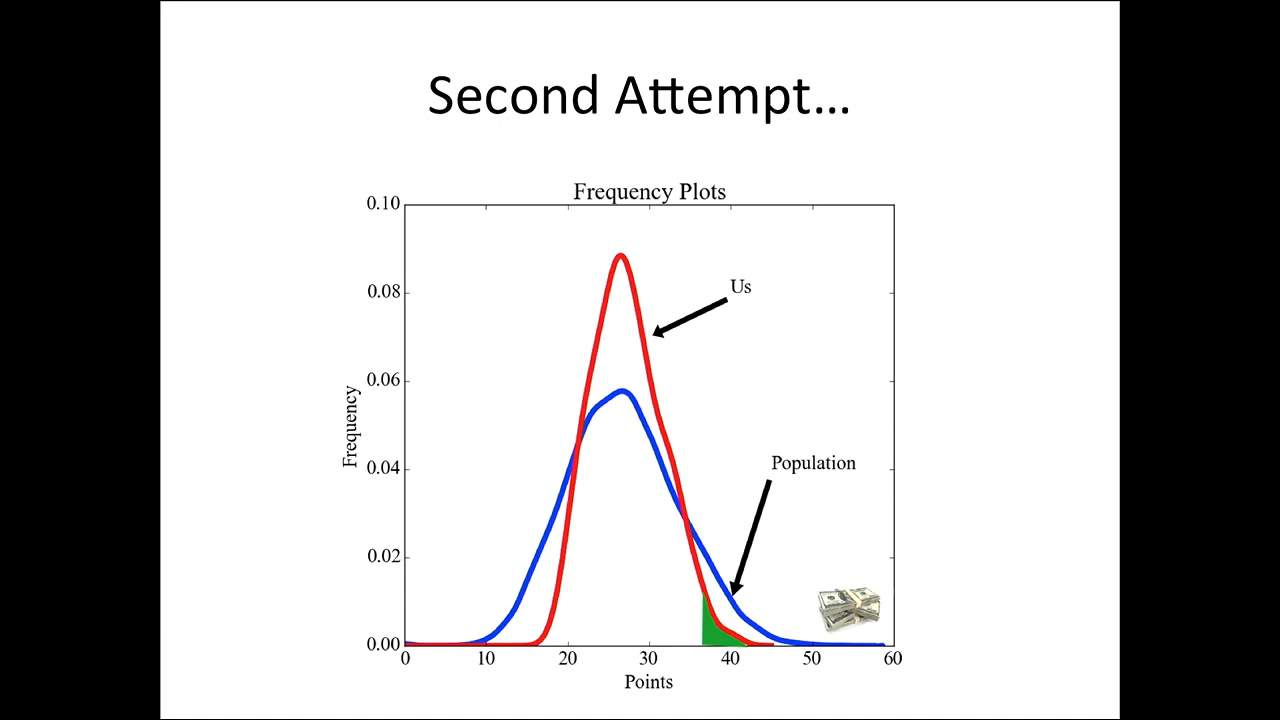 Second Attempt...
Frequency Plots
0.10
0.08
0.06
0.04
0.02
0.00
Frequency
Us
Population
0 10 20 30 40 50 60
Points